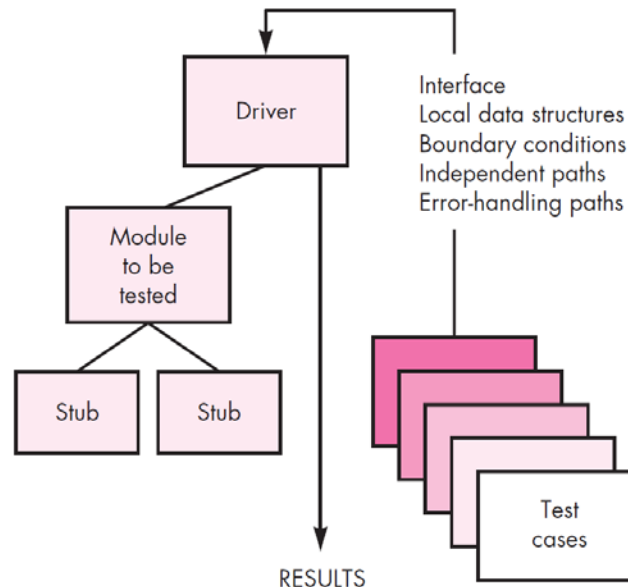 Driver
Interface
Local data structures
Boundary conditions
Independent paths
Error-handling paths
Module
to be
tested
Stub
Stub
Test
cases
RESULTS